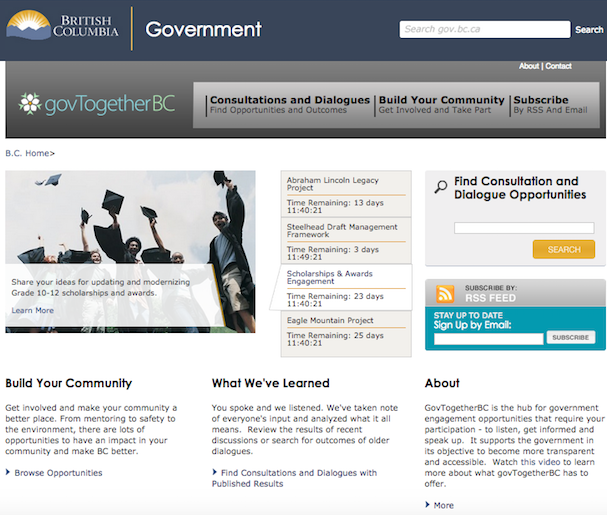 BRITISH
COLUMBIA
Government
Search gov.bc.ca
Search
About | Contact
govTogetherBC
Consultations and Dialogues
Find Opportunities and Outcomes
Build Your Community
Get Involved and Take Part
Subscribe
By RSS And Email
B.C. Home>
Share your ideas for updating and modernizing
Grade 10-12 scholarships and awards.
Learn More
Abraham Lincoln Legacy
Project
Time Remaining: 13 days
11:40:21
Steelhead Draft Management
Framework
Time Remaining: 3 days
11:49:21
Scholarships & Awards
Engagement
Time Remaining: 23 days
11:40:21
Eagle Mountain Project
Time Remaining: 25 days
11:40:21
Find Consultation and
Dialogue Opportunities
SEARCH
SUBSCRIBE BY:
RSS FEED
STAY UP TO DATE
Sign Up by Email:
SUBSCRIBE
Build Your Community
Get involved and make your community a
better place. From mentoring to safety to
the environment, there are lots of
opportunities to have an impact in your
community and make BC better.
Browse Opportunities
What We've Learned
You spoke and we listened. We've taken note
of everyone's input and analyzed what it all
means. Review the results of recent
discussions or search for outcomes of older
dialogues.
Find Consultations and Dialogues with
Published Results
About
GovTogetherBC is the hub for government
engagement opportunities that require your
participation - to listen, get informed and
speak up. It supports the government in
its objective to become more transparent
and accessible. Watch this video to learn
more about what govTogetherBC has to
offer.
More